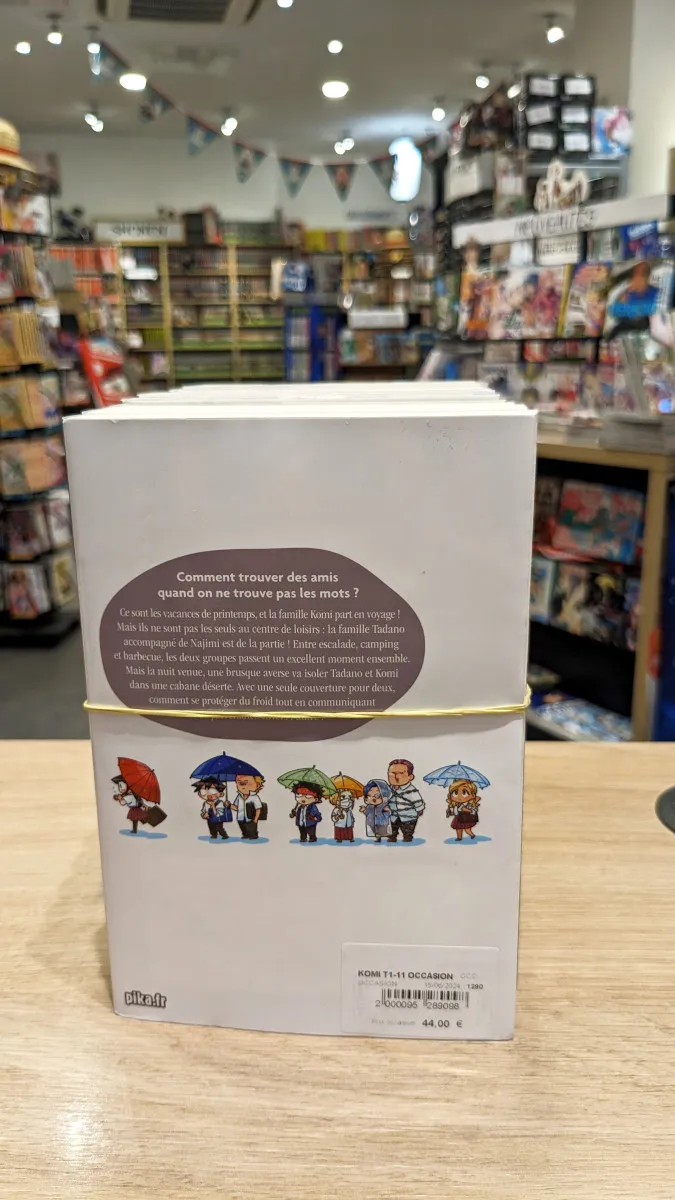 Comment trouver des amis
quand on ne trouve pas les mots ?
Ce sont les vacances de printemps, et la famille Komi part en voyage !
Mais ils ne sont pas les seuls au centre de loisirs : la famille Tadano
accompagné de Najimi est de la partie ! Entre escalade, camping
et barbecue, les deux groupes passent un excellent moment ensemble.
Mais la nuit venue, une brusque averse va isoler Tadano et Komi
dans une cabane déserte. Avec une seule couverture pour deux,
comment se protéger du froid tout en communiquant
pika.fr
KOMI T1-11 OCCASION
15/06/2024 1280
2 000095 289098
44,00 €